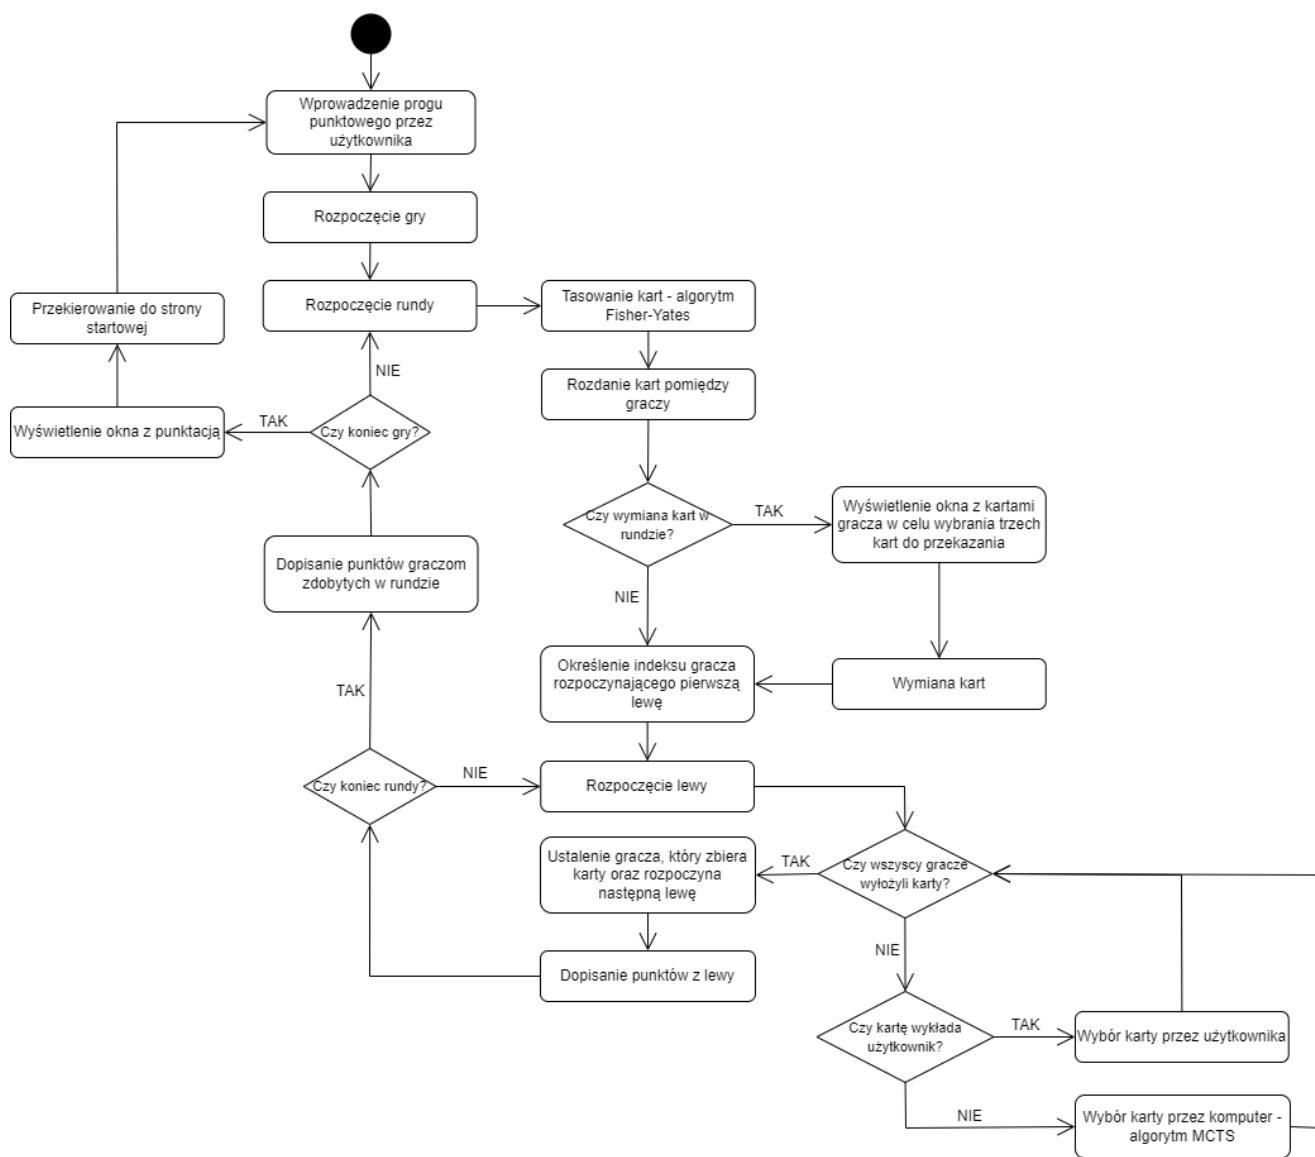 Wprowadzenie progu
punktowego przez
użytkownika
Rozpoczęcie gry
Rozpoczęcie rundy
Tasowanie kart - algorytm
Fisher-Yates
Przekierowanie do strony
startowej
NIE
Rozdanie kart pomiędzy
graczy
Wyświetlenie okna z punktacją
TAK
Czy koniec gry?
Czy wymiana kart w
rundzie?
TAK
Wyświetlenie okna z kartami
gracza w celu wybrania trzech
kart do przekazania
Dopisanie punktów graczom
zdobytych w rundzie
NIE
Określenie indeksu gracza
rozpoczynającego pierwszą
lewę
Wymiana kart
TAK
Czy koniec rundy?
NIE
Rozpoczęcie lewy
Ustalenie gracza, który zbiera
karty oraz rozpoczyna
następną lewę
TAK
Czy wszyscy gracze
wyłożyli karty?
NIE
Dopisanie punktów z lewy
Czy kartę wykłada
użytkownik?
TAK
Wybór karty przez użytkownika
NIE
Wybór karty przez komputer -
algorytm MCTS